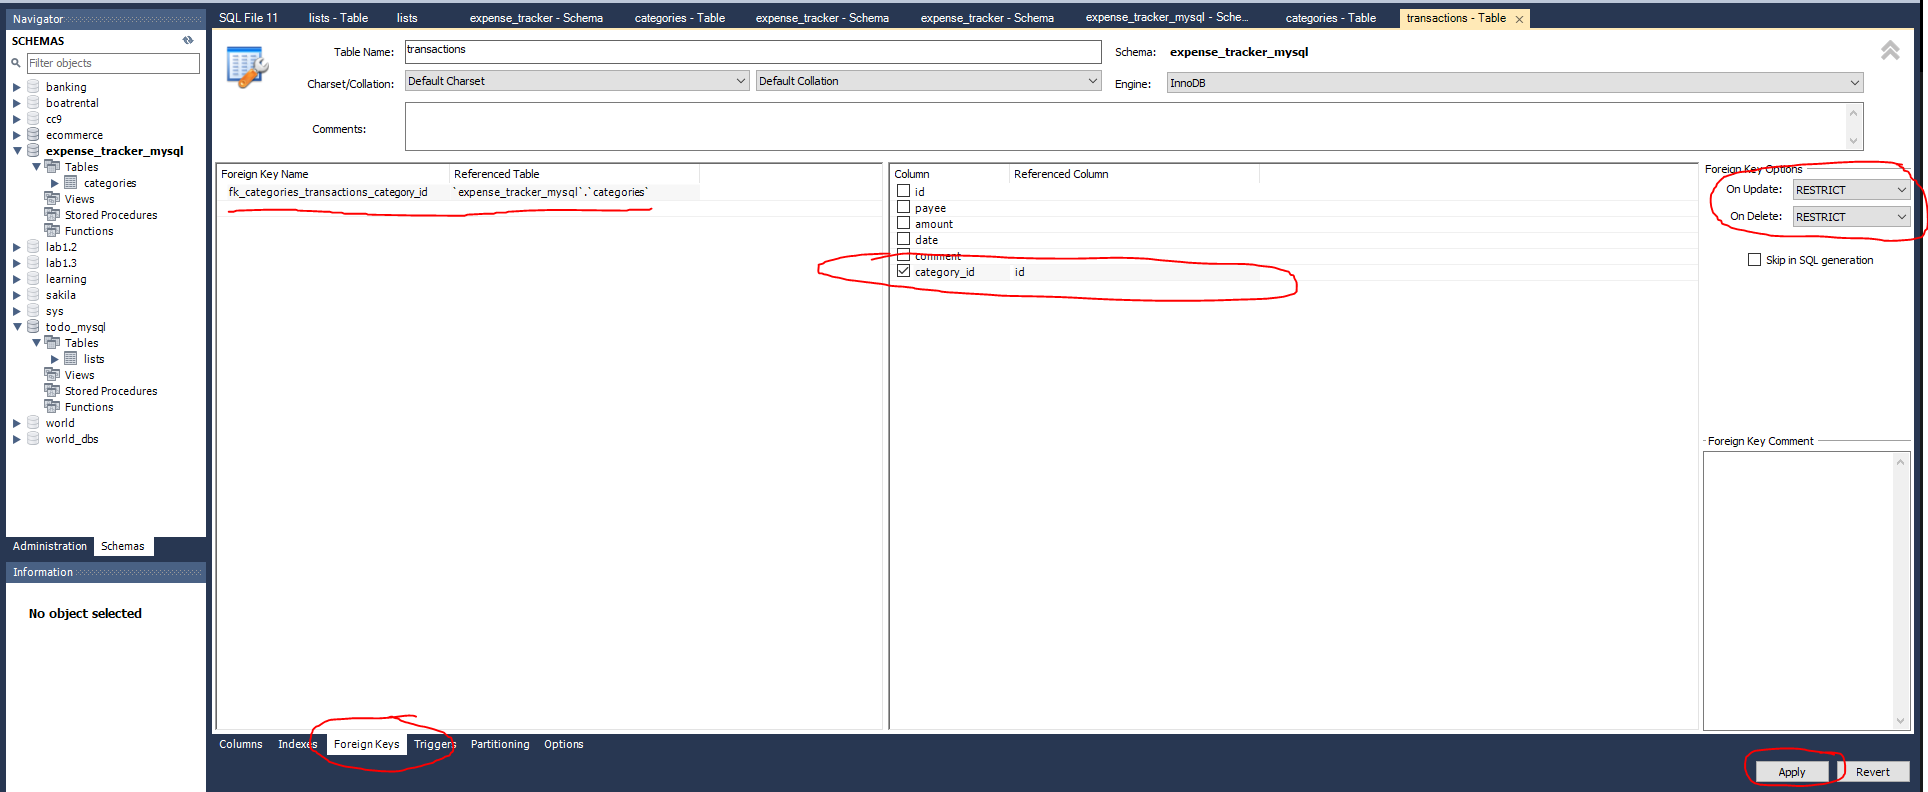 Navigator
SCHEMAS
Filter objects
banking
boatrental
cc9
ecommerce
expense_tracker_mysql
Tables
categories
Views
Stored Procedures
Functions
lab1.2
lab1.3
learning
sakila
sys
todo_mysql
Tables
lists
Views
Stored Procedures
Functions
world
world_dbs
Administration Schemas
Information
No object selected
SQL File 11 lists - Table lists expense_tracker - Schema categories - Table expense_tracker - Schema expense_tracker - Schema expense_tracker_mysql - Sche... categories - Table transactions - Table
Table Name: transactions Schema: expense_tracker_mysql
Charset/Collation: Default Charset Default Collation Engine: InnoDB
Comments:
Foreign Key Name Referenced Table
fk_categories_transactions_category_id `expense_tracker_mysql`.`categories`
Column Referenced Column
id
payee
amount
date
comment
category_id id
Foreign Key Options
On Update: RESTRICT
On Delete: RESTRICT
Skip in SQL generation
Foreign Key Comment
Columns Indexes Foreign Keys Triggers Partitioning Options
Apply Revert